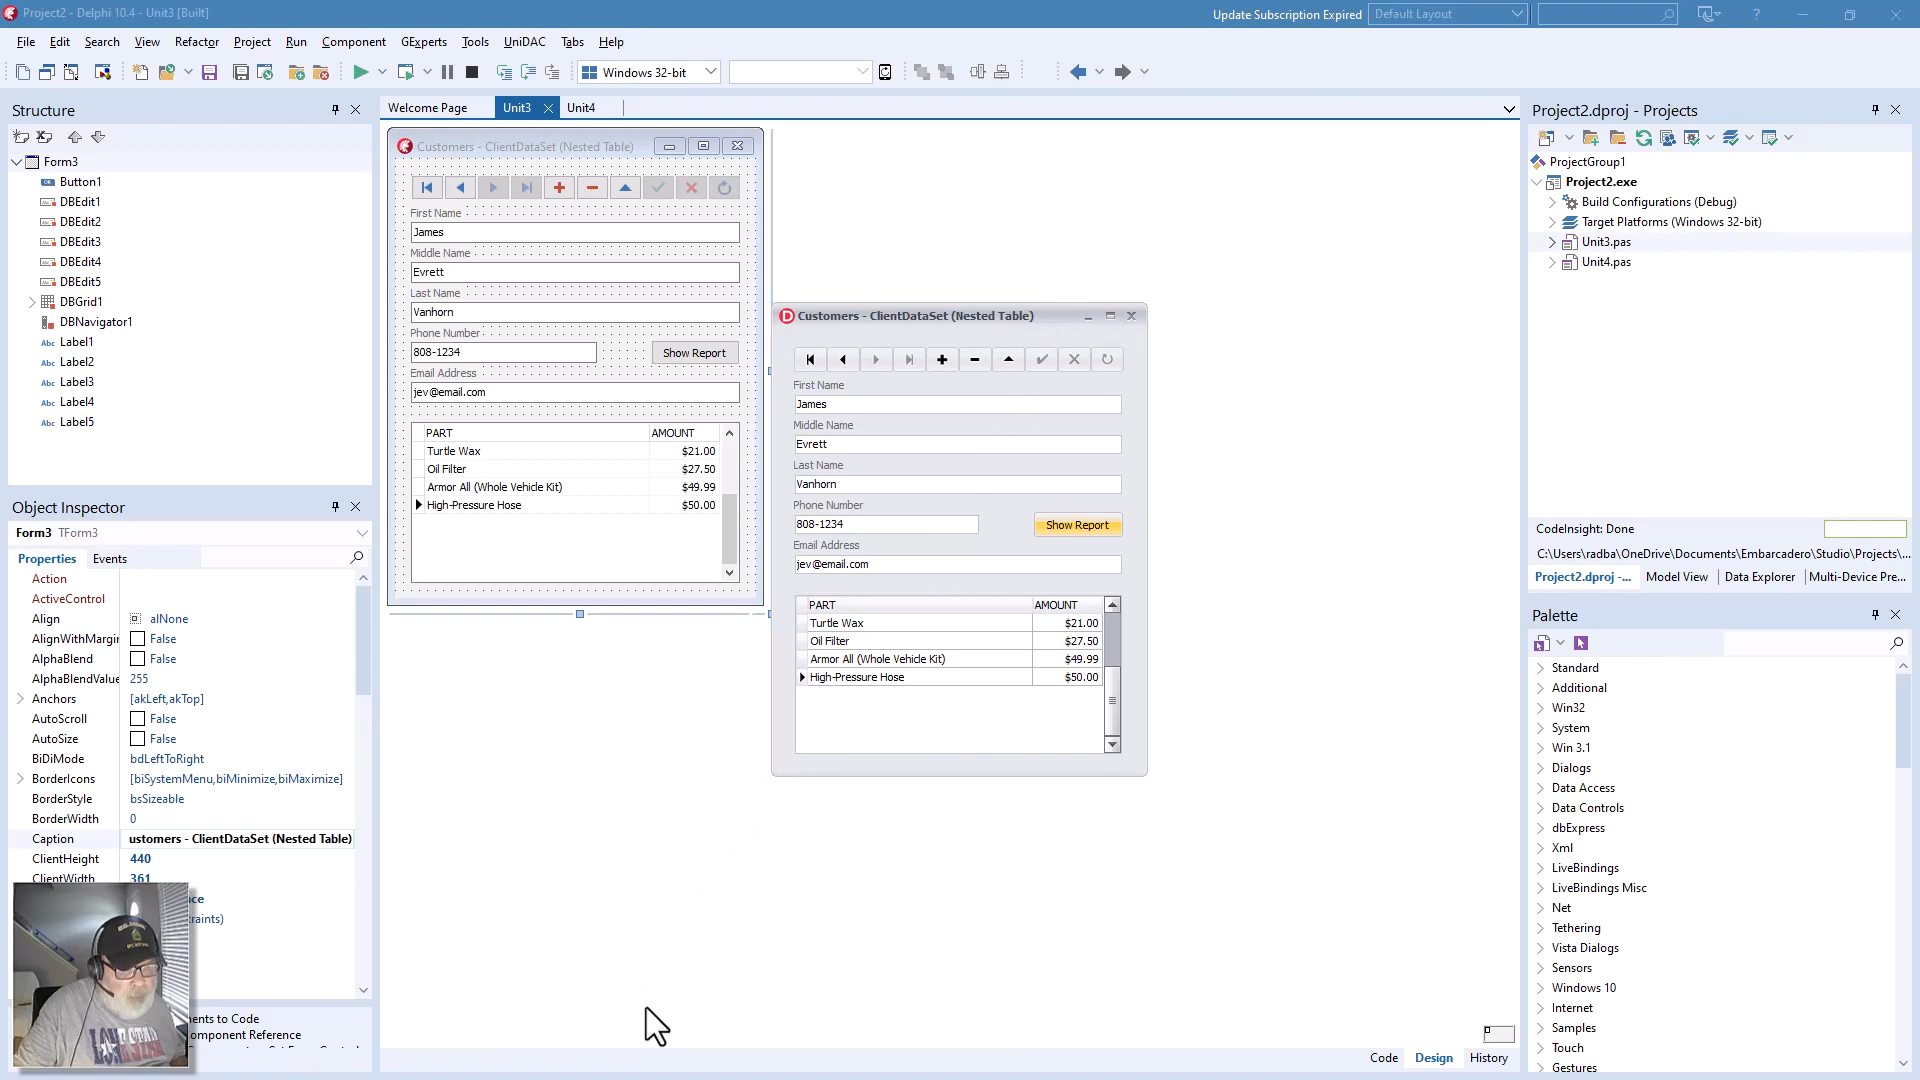 Project2 - Delphi 10.4 - Unit3 [Built]
Update Subscription Expired
Default Layout
File Edit Search View Refactor Project Run Component GExperts Tools UniDAC Tabs Help
Windows 32-bit
Structure
Form3
Button1
DBEdit1
DBEdit2
DBEdit3
DBEdit4
DBEdit5
DBGrid1
DBNavigator1
Label1
Label2
Label3
Label4
Label5
Object Inspector
Form3 TForm3
Properties Events
Action
ActiveControl
Align alNone
AlignWithMargir False
AlphaBlend False
AlphaBlendValue 255
Anchors [akLeft,akTop]
AutoScroll False
AutoSize False
BiDiMode bdLeftToRight
BorderIcons [biSystemMenu,biMinimize,biMaximize]
BorderStyle bsSizeable
BorderWidth 0
Caption ustomers - ClientDataSet (Nested Table)
ClientHeight 440
ClientWidth 361
raints)
ents to Code
omponent Reference
Welcome Page Unit3 Unit4
Customers - ClientDataSet (Nested Table)
First Name
James
Middle Name
Evrett
Last Name
Vanhorn
Phone Number
808-1234
Show Report
Email Address
jev@email.com
PART AMOUNT
Turtle Wax $21.00
Oil Filter $27.50
Armor All (Whole Vehicle Kit) $49.99
High-Pressure Hose $50.00
Customers - ClientDataSet (Nested Table)
First Name
James
Middle Name
Evrett
Last Name
Vanhorn
Phone Number
808-1234
Show Report
Email Address
jev@email.com
PART AMOUNT
Turtle Wax $21.00
Oil Filter $27.50
Armor All (Whole Vehicle Kit) $49.99
High-Pressure Hose $50.00
Code Design History
Project2.dproj - Projects
ProjectGroup1
Project2.exe
Build Configurations (Debug)
Target Platforms (Windows 32-bit)
Unit3.pas
Unit4.pas
CodeInsight: Done
C:\Users\radba\OneDrive\Documents\Embarcadero\Studio\Projects\...
Project2.dproj -... Model View Data Explorer Multi-Device Pre...
Palette
Standard
Additional
Win32
System
Win 3.1
Dialogs
Data Access
Data Controls
dbExpress
Xml
LiveBindings
LiveBindings Misc
Net
Tethering
Vista Dialogs
Sensors
Windows 10
Internet
Samples
Touch
Gestures